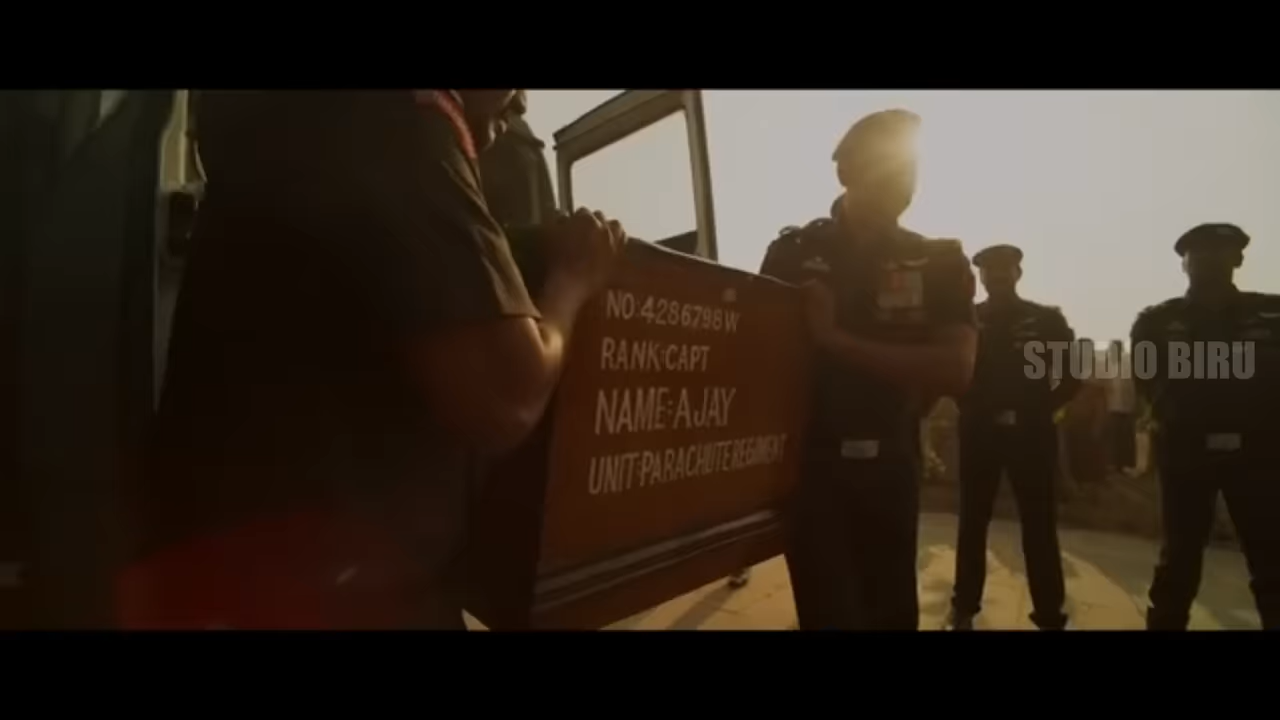 NO:4286798W
RANK:CAPT
NAME:AJAY
UNIT:PARACHUTE REGIMENT
STUDIO BIRU